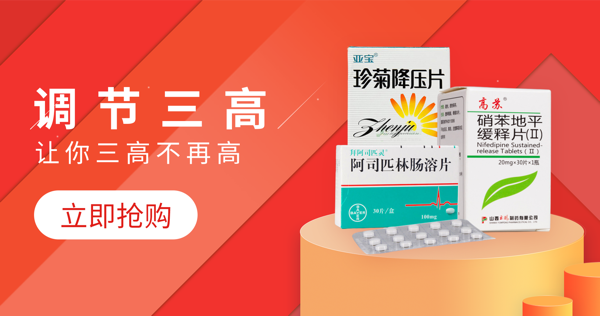 调节三高
让你三高不再高
立即抢购
亚宝®
珍菊降压片
Zhenju
高苏®
硝苯地平
缓释片(II)
Nifedipine Sustained-
release Tablets (II)
20mg×30片×1瓶
拜阿司匹灵®
阿司匹林肠溶片
30片/盒
100mg